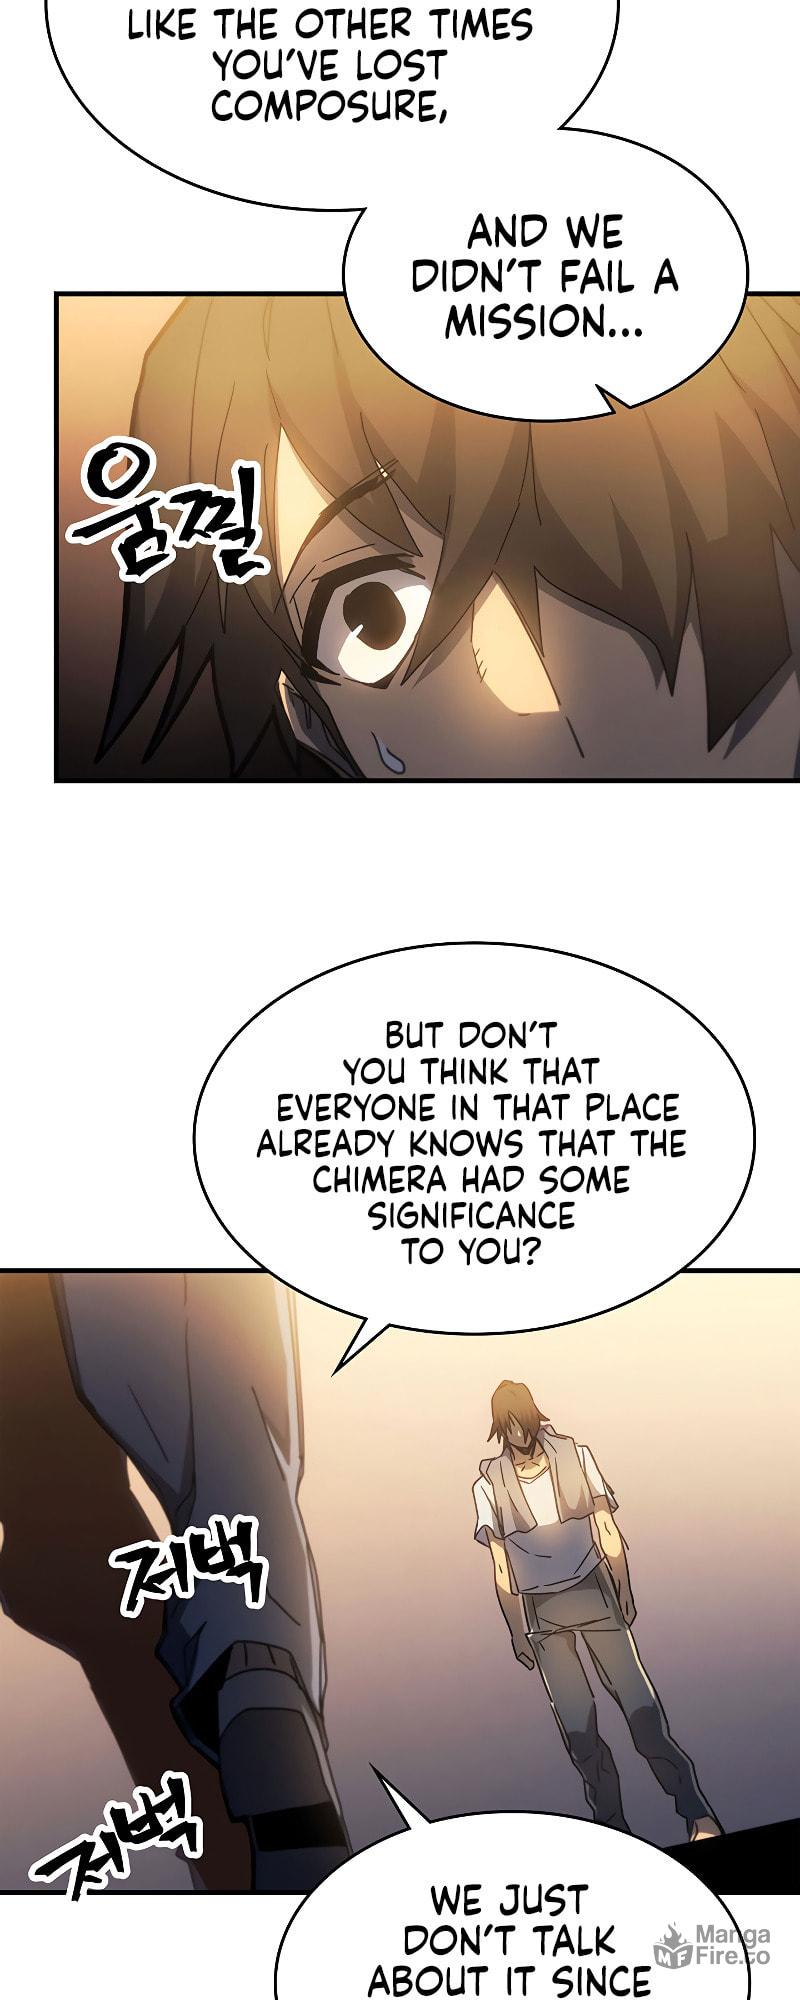 LIKE THE OTHER TIMES
YOU'VE LOST
COMPOSURE,
AND WE
DIDN'T FAIL A
MISSION...
움찔
BUT DON'T
YOU THINK THAT
EVERYONE IN THAT PLACE
ALREADY KNOWS THAT THE
CHIMERA HAD SOME
SIGNIFICANCE
TO YOU?
저벅
저벅
WE JUST
DON'T TALK
ABOUT IT SINCE
Manga
Fire.to
MF